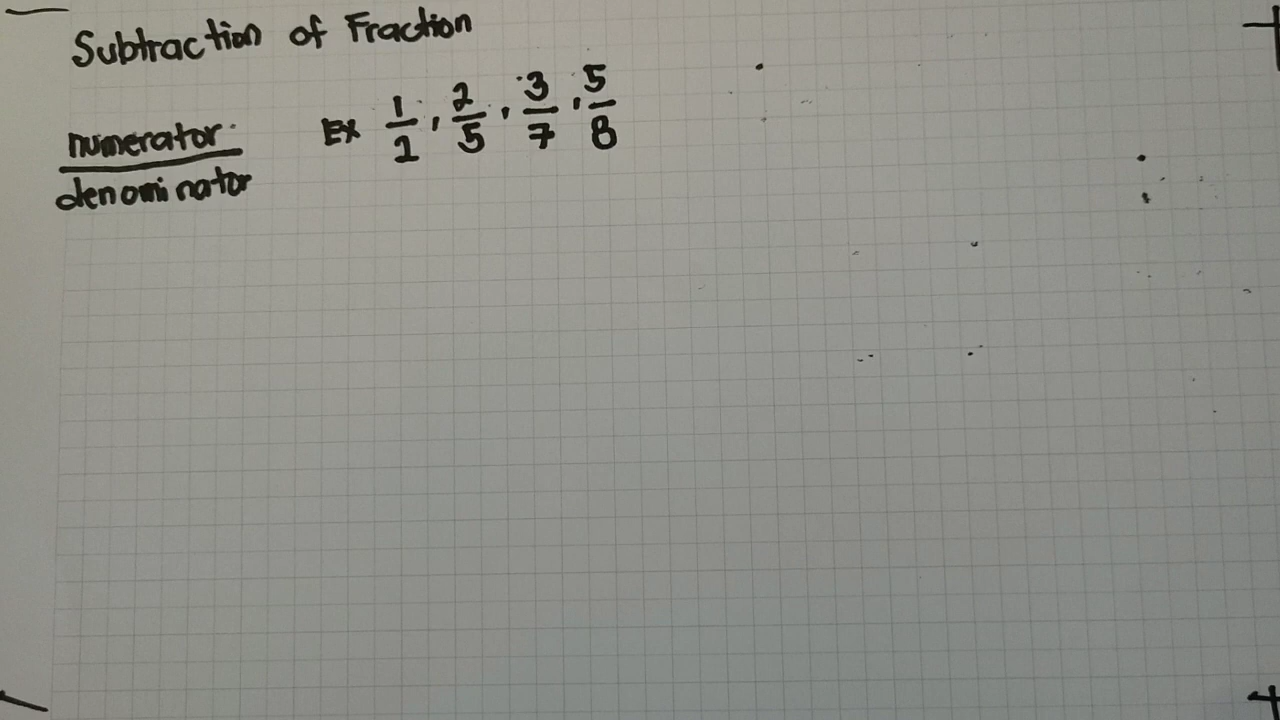 Subtraction of Fraction
numerator
denominator
Ex 1/2, 2/5, 3/7, 5/8